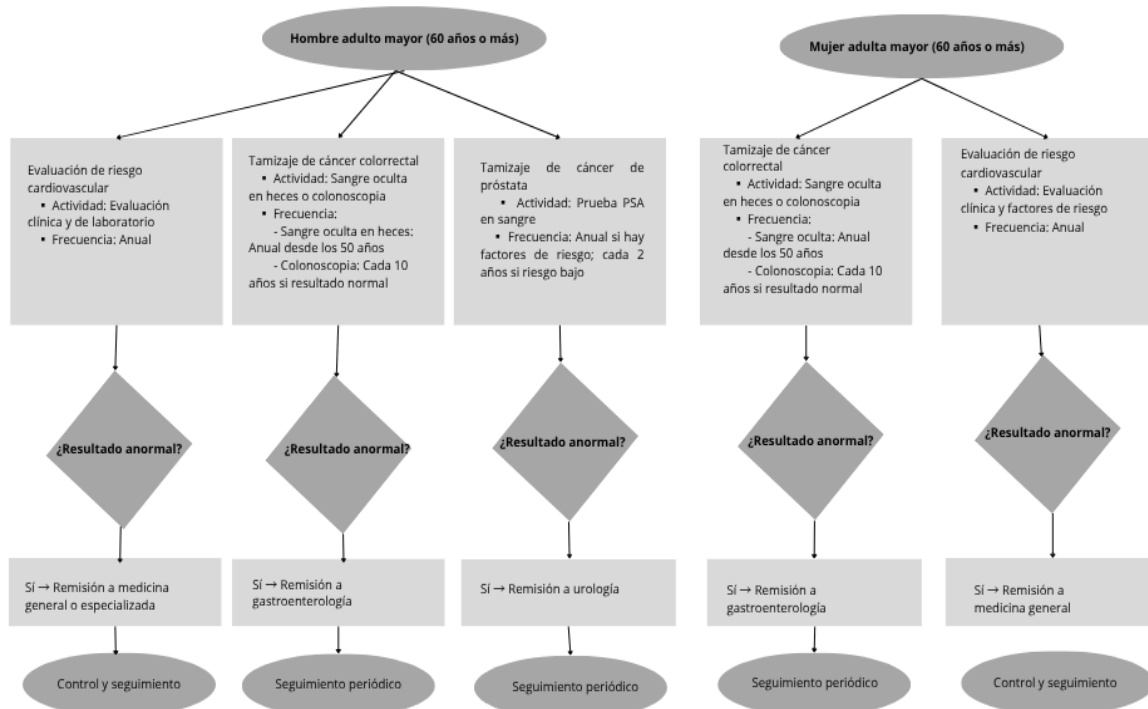 Hombre adulto mayor (60 años o más)
Mujer adulta mayor (60 años o más)
Evaluación de riesgo
cardiovascular
▪ Actividad: Evaluación
clínica y de laboratorio
▪ Frecuencia: Anual
Tamizaje de cáncer colorrectal
▪ Actividad: Sangre oculta
en heces o colonoscopia
▪ Frecuencia:
- Sangre oculta en heces:
Anual desde los 50 años
- Colonoscopia: Cada 10
años si resultado normal
Tamizaje de cáncer de
próstata
▪ Actividad: Prueba PSA
en sangre
▪ Frecuencia: Anual si hay
factores de riesgo; cada 2
años si riesgo bajo
Tamizaje de cáncer
colorrectal
▪ Actividad: Sangre oculta
en heces o colonoscopia
▪ Frecuencia:
- Sangre oculta: Anual
desde los 50 años
- Colonoscopia: Cada 10
años si resultado normal
Evaluación de riesgo
cardiovascular
▪ Actividad: Evaluación
clínica y factores de riesgo
▪ Frecuencia: Anual
¿Resultado anormal?
¿Resultado anormal?
¿Resultado anormal?
¿Resultado anormal?
¿Resultado anormal?
Sí → Remisión a medicina
general o especializada
Sí → Remisión a
gastroenterología
Sí → Remisión a urología
Sí → Remisión a
gastroenterología
Sí → Remisión a
medicina general
Control y seguimiento
Seguimiento periódico
Seguimiento periódico
Seguimiento periódico
Control y seguimiento